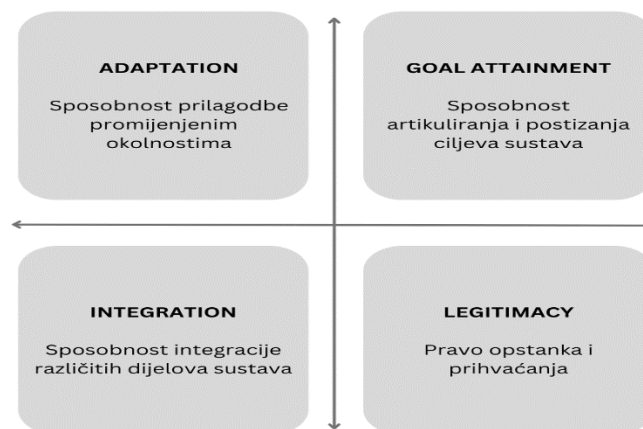 ADAPTATION
Sposobnost prilagodbe
promijenjenim
okolnostima
GOAL ATTAINMENT
Sposobnost
artikuliranja i postizanja
ciljeva sustava
INTEGRATION
Sposobnost integracije
različitih dijelova sustava
LEGITIMACY
Pravo opstanka i
prihvaćanja